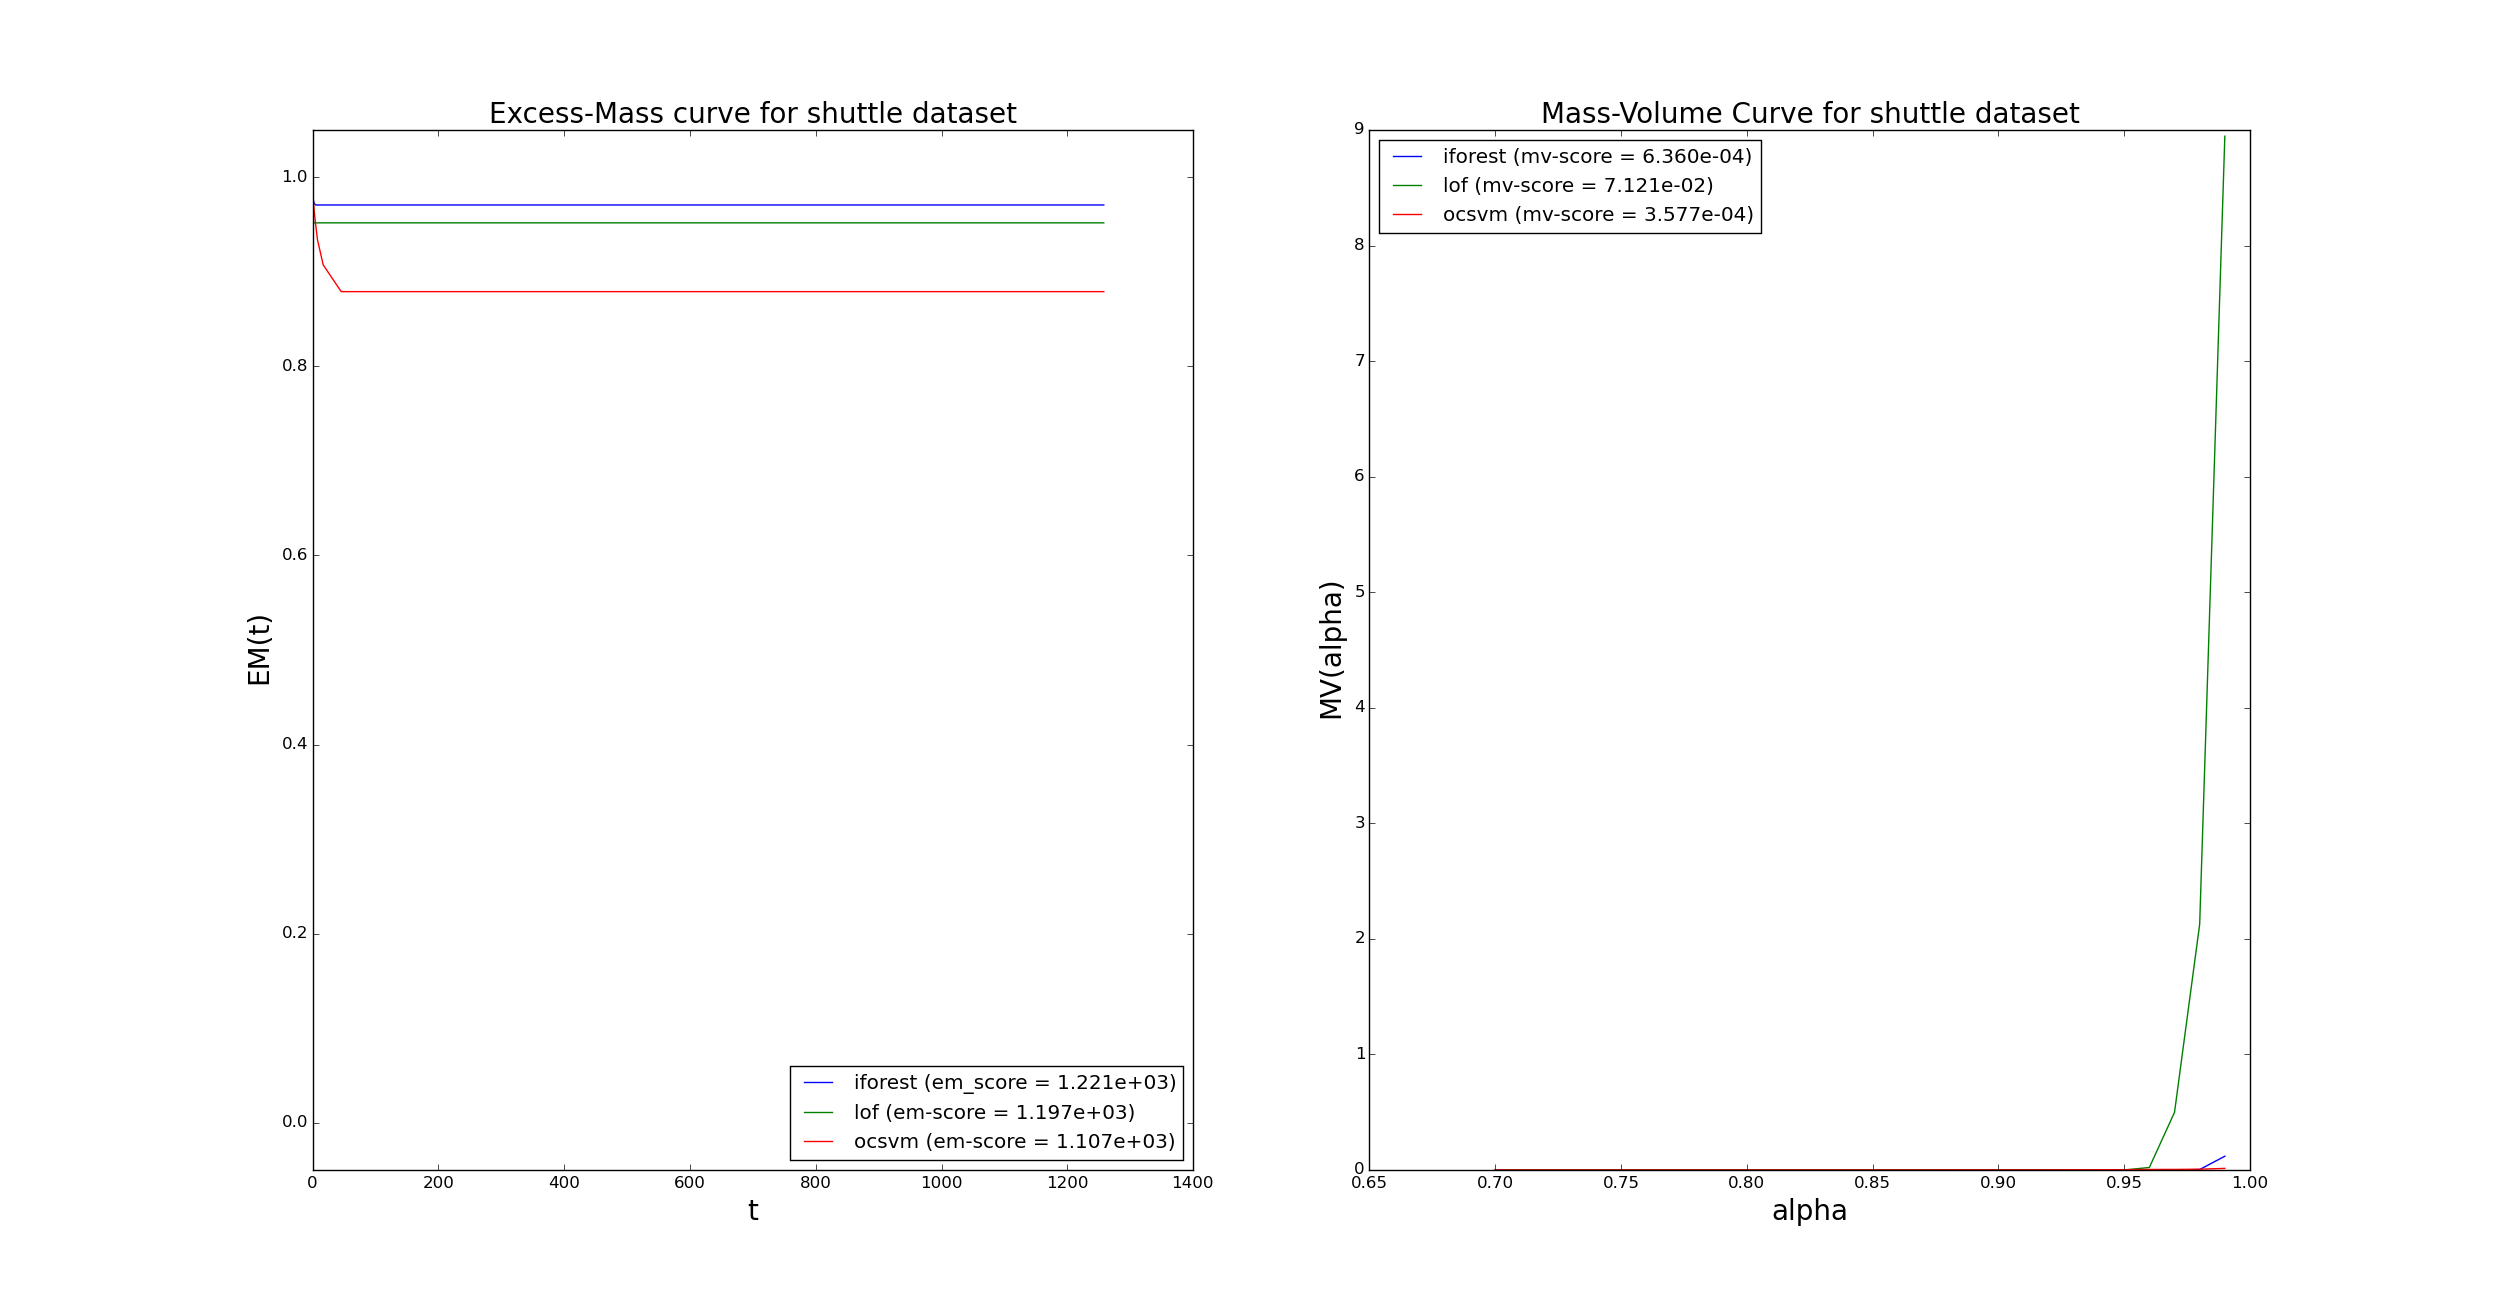 Excess-Mass curve for shuttle dataset
1.0
0.8
0.6
0.4
0.2
0.0
EM(t)
iforest (em_score = 1.221e+03)
lof (em-score = 1.197e+03)
ocsvm (em-score = 1.107e+03)
0 200 400 600 800 1000 1200 1400
t
Mass-Volume Curve for shuttle dataset
9
8
7
6
5
4
3
2
1
0
MV(alpha)
iforest (mv-score = 6.360e-04)
lof (mv-score = 7.121e-02)
ocsvm (mv-score = 3.577e-04)
0.65 0.70 0.75 0.80 0.85 0.90 0.95 1.00
alpha